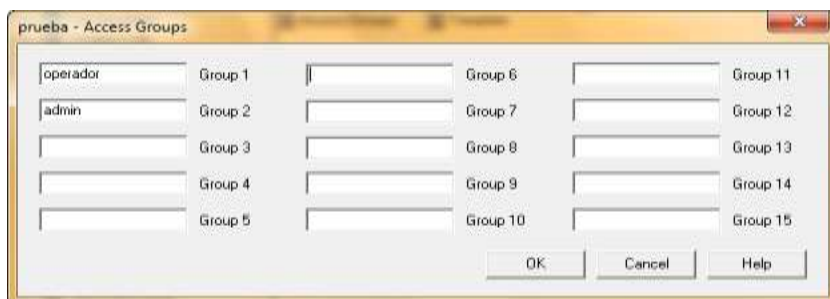 prueba - Access Groups
operador Group 1 Group 6 Group 11
admin Group 2 Group 7 Group 12
Group 3 Group 8 Group 13
Group 4 Group 9 Group 14
Group 5 Group 10 Group 15
OK Cancel Help